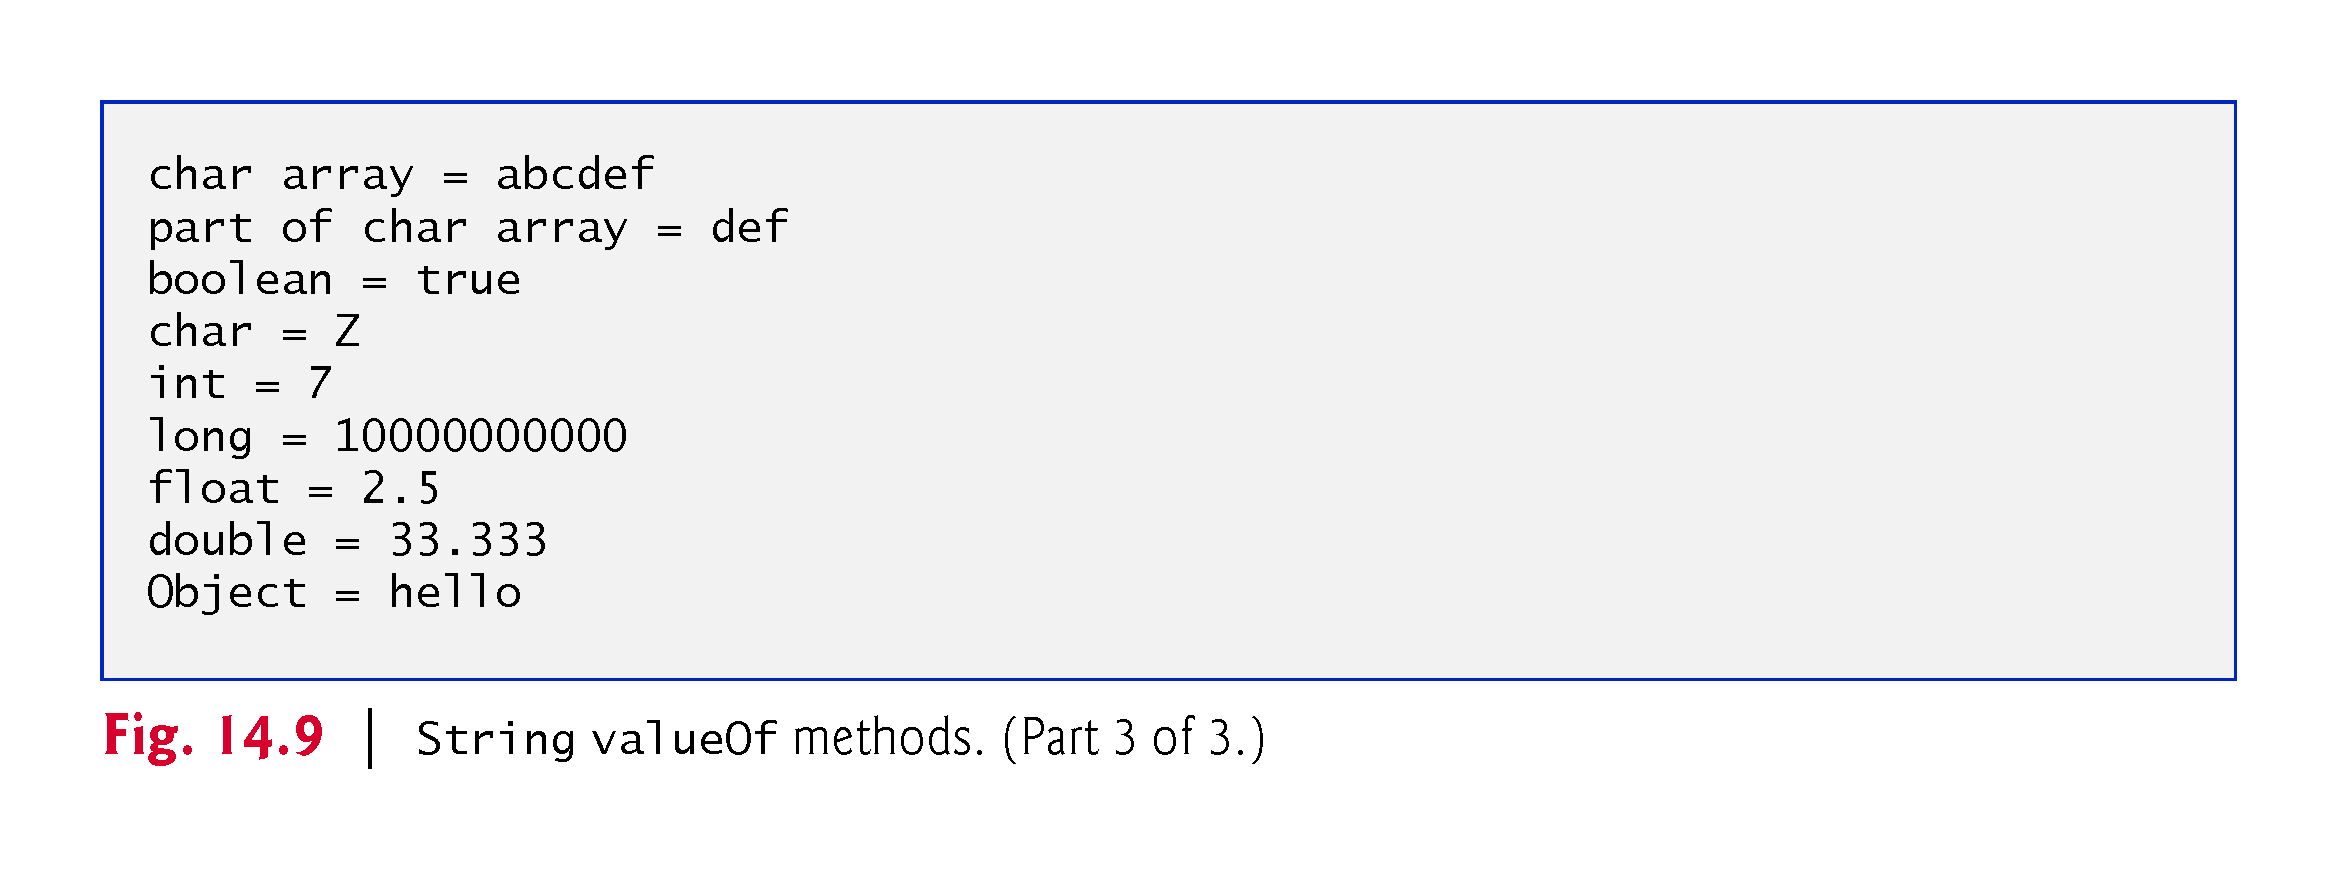 char array = abcdef
part of char array = def
boolean = true
char = Z
int = 7
long = 10000000000
float = 2.5
double = 33.333
Object = hello
Fig. 14.9 | String valueOf methods. (Part 3 of 3.)